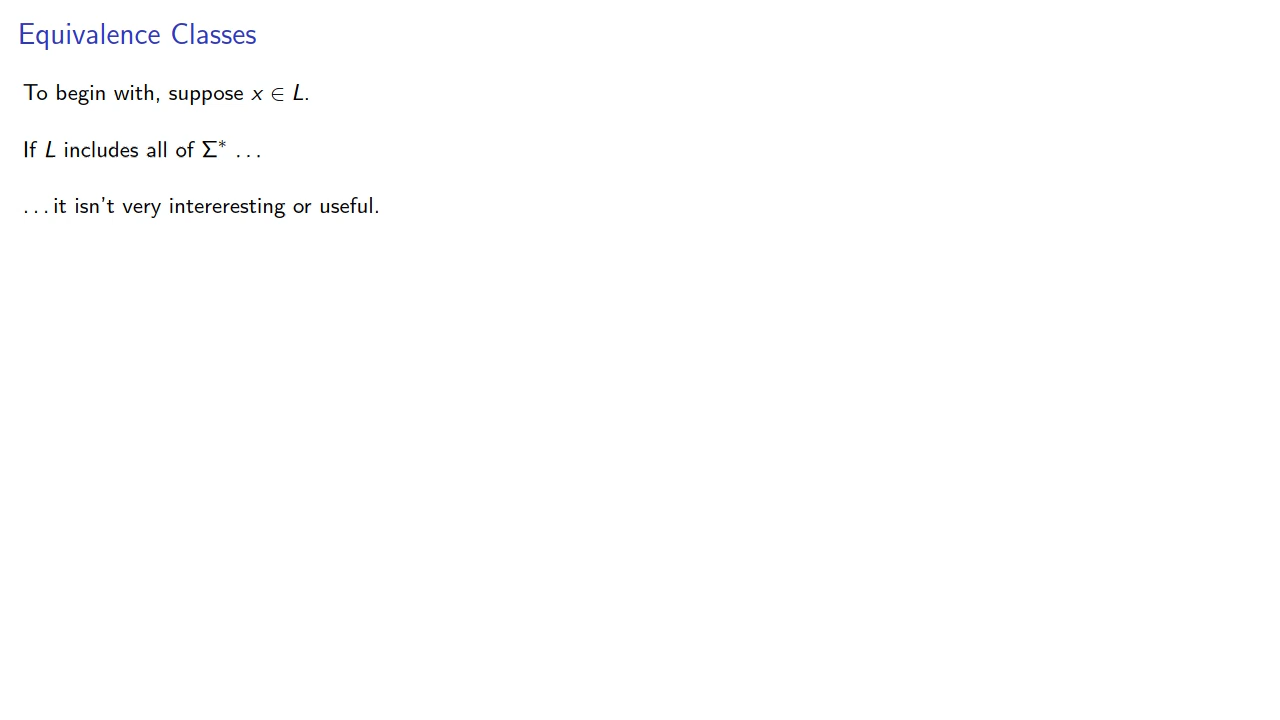 Equivalence Classes
To begin with, suppose x ∈ L.
If L includes all of Σ* ...
...it isn't very intereresting or useful.